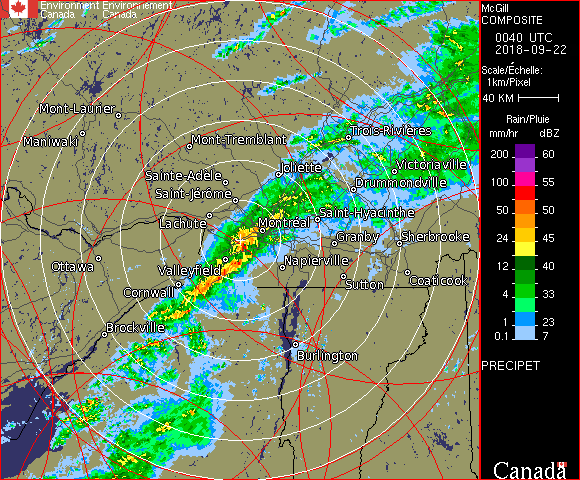 Environment Environnement
Canada Canada
McGill
COMPOSITE
0040 UTC
2018-09-22
Scale/Échelle:
1km/Pixel
40 KM
Rain/Pluie
mm/hr dBZ
200 60
100 55
50 50
24 45
12 40
4 33
1 23
0.1 7
PRECIPET
Canada
Mont-Laurier
Maniwaki
Mont-Tremblant
Trois-Rivières
Sainte-Adèle
Joliette
Victoriaville
Saint-Jérôme
Drummondville
Lachute
Montréal
Saint-Hyacinthe
Granby
Sherbrooke
Ottawa
Valleyfield
Napierville
Cornwall
Sutton
Coaticook
Brockville
Burlington